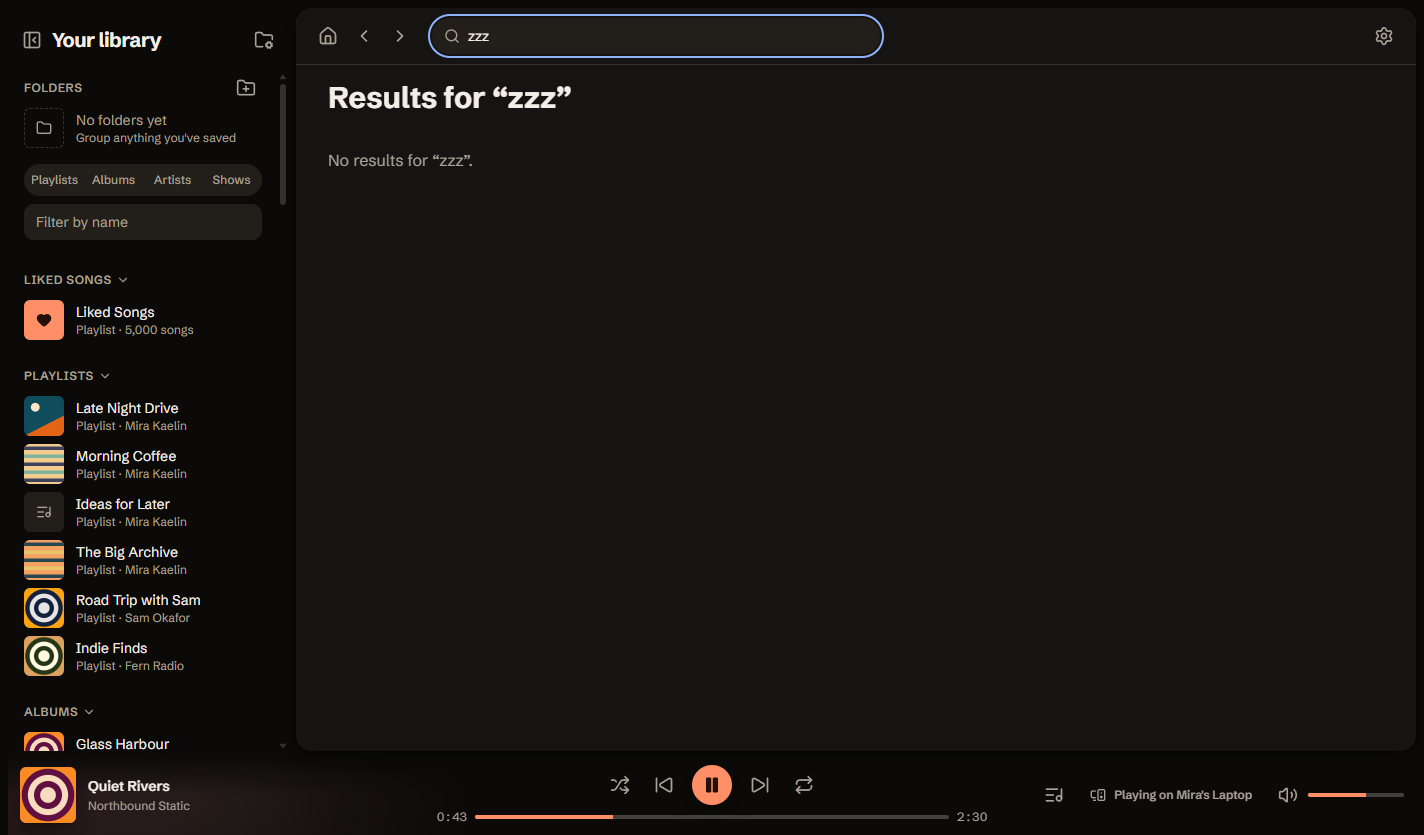 Your library
zzz
FOLDERS
No folders yet
Group anything you've saved
Playlists Albums Artists Shows
Filter by name
LIKED SONGS
Liked Songs
Playlist · 5,000 songs
PLAYLISTS
Late Night Drive
Playlist · Mira Kaelin
Morning Coffee
Playlist · Mira Kaelin
Ideas for Later
Playlist · Mira Kaelin
The Big Archive
Playlist · Mira Kaelin
Road Trip with Sam
Playlist · Sam Okafor
Indie Finds
Playlist · Fern Radio
ALBUMS
Glass Harbour
Results for “zzz”
No results for “zzz”.
Quiet Rivers
Northbound Static
0:43
2:30
Playing on Mira's Laptop